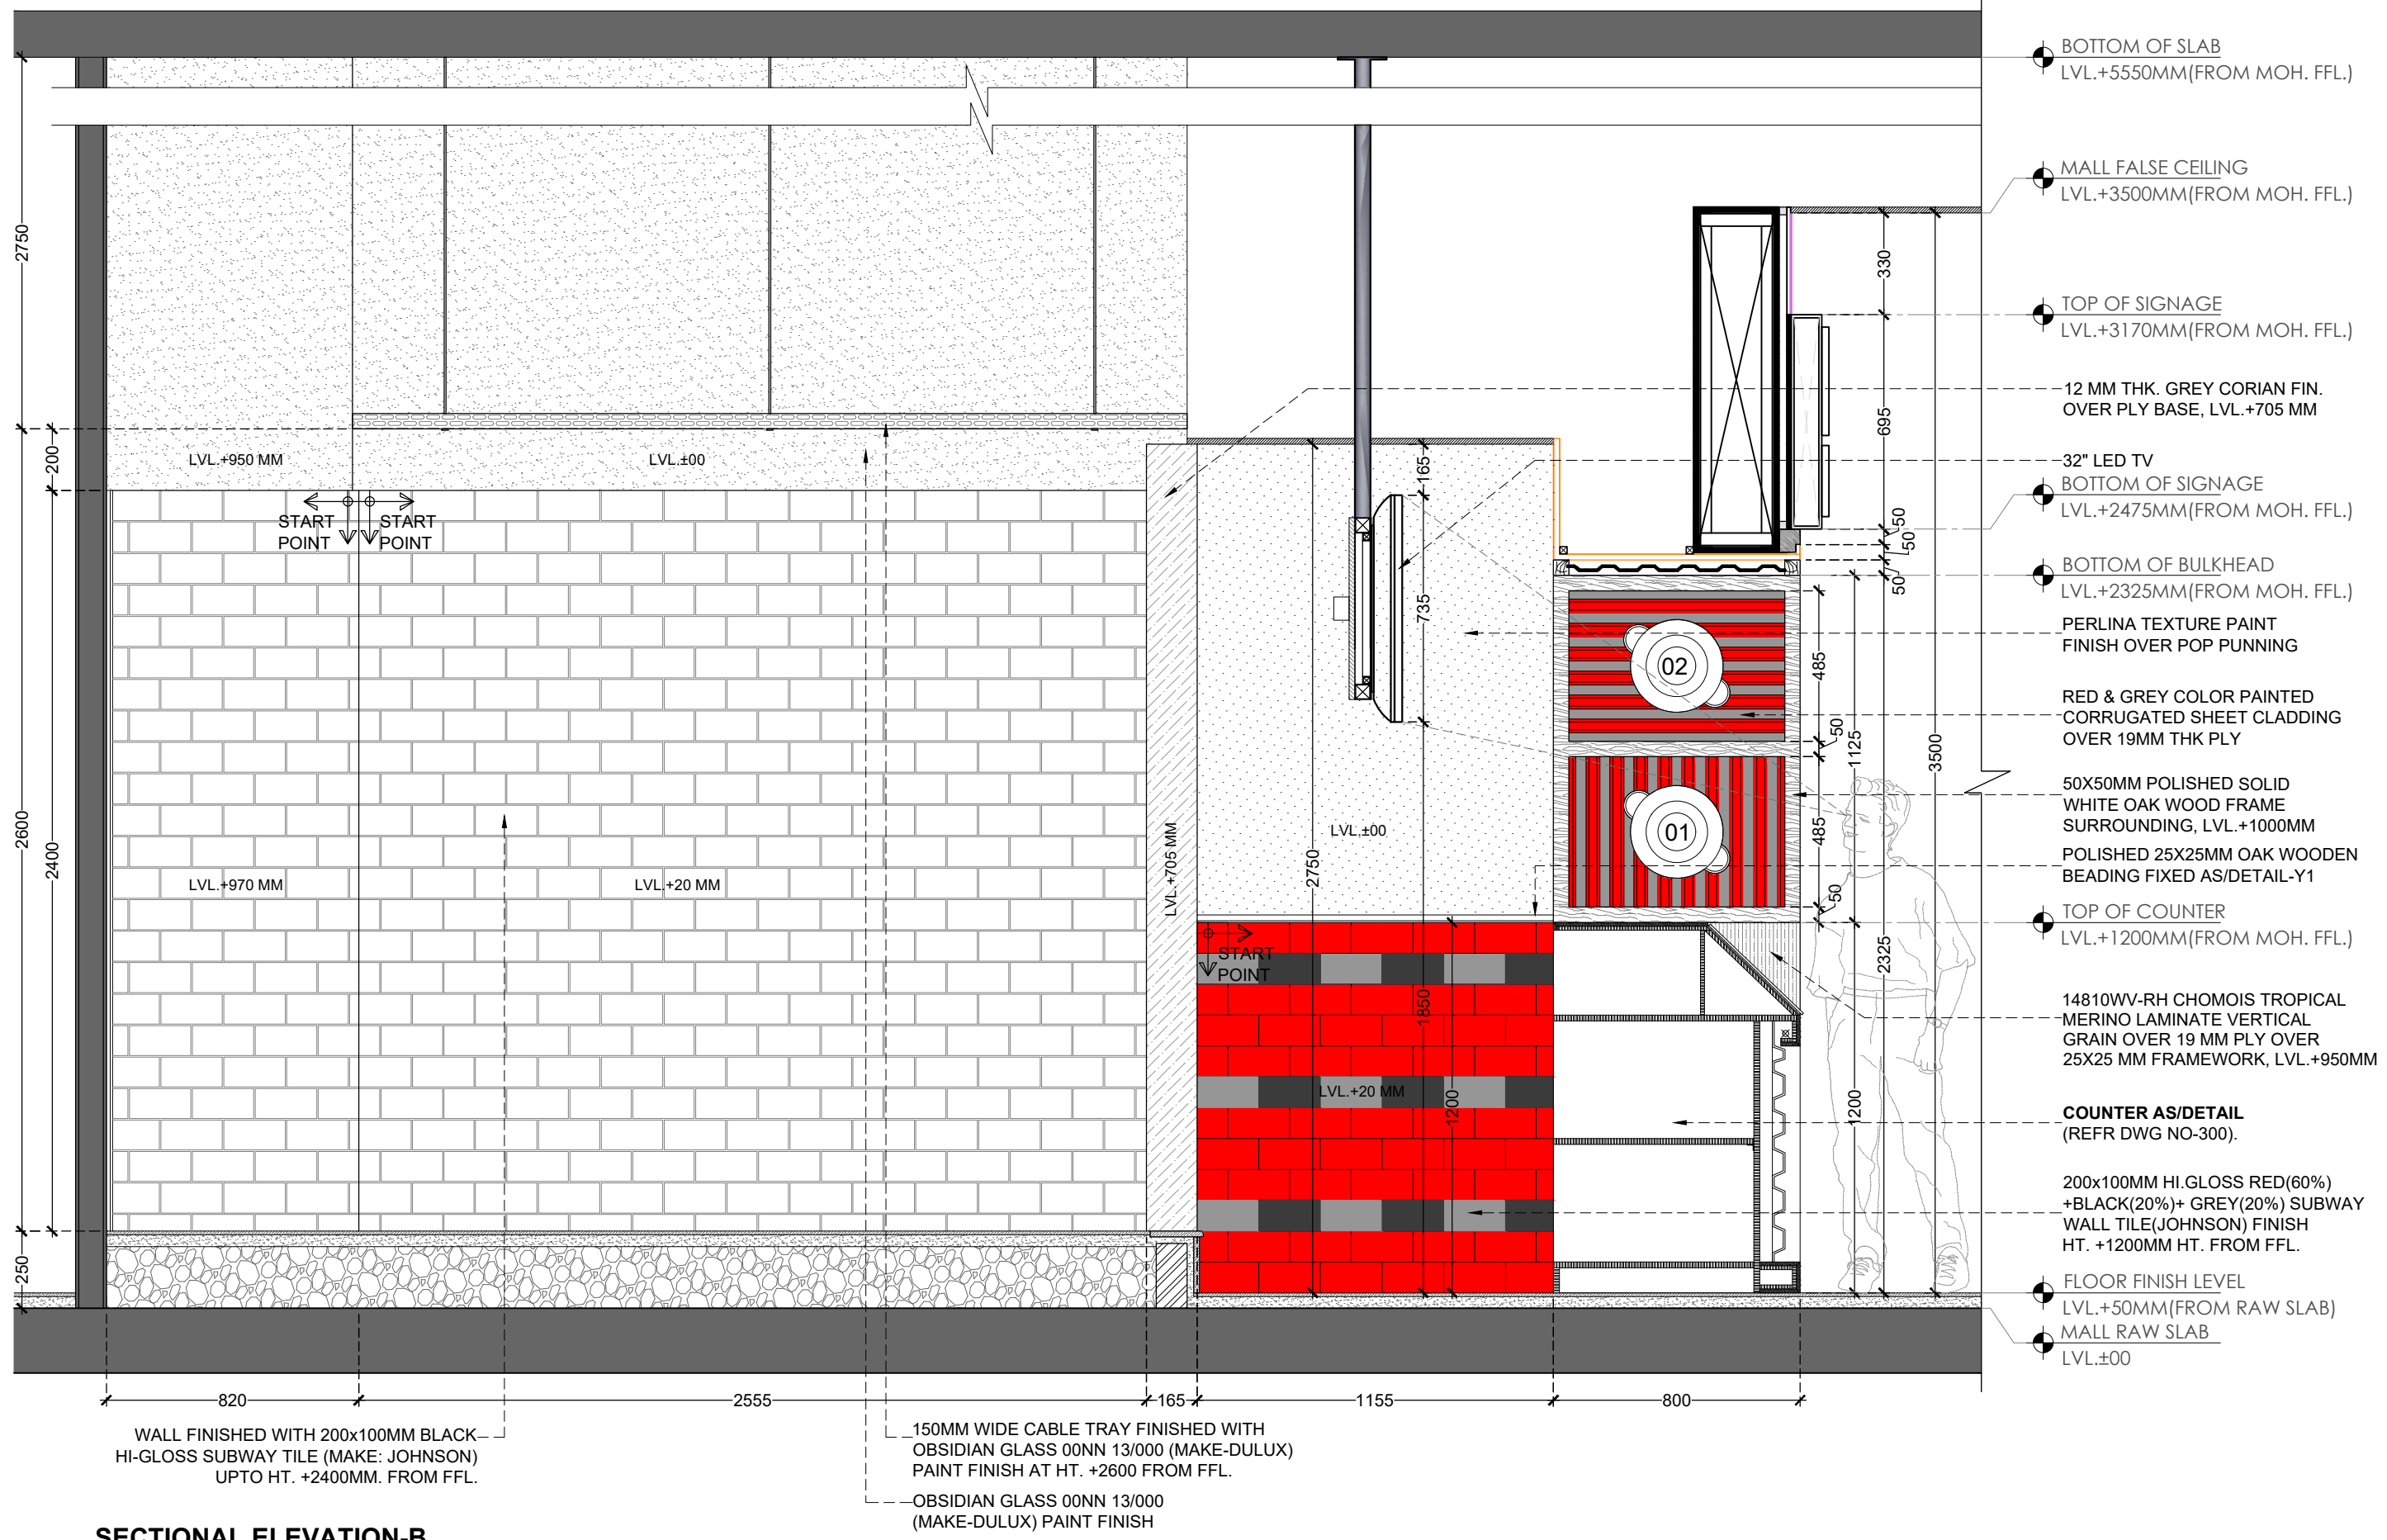 BOTTOM OF SLAB
LVL.+5550MM(FROM MOH. FFL.)
MALL FALSE CEILING
LVL.+3500MM(FROM MOH. FFL.)
TOP OF SIGNAGE
LVL.+3170MM(FROM MOH. FFL.)
12 MM THK. GREY CORIAN FIN.
OVER PLY BASE, LVL.+705 MM
32" LED TV
BOTTOM OF SIGNAGE
LVL.+2475MM(FROM MOH. FFL.)
BOTTOM OF BULKHEAD
LVL.+2325MM(FROM MOH. FFL.)
PERLINA TEXTURE PAINT
FINISH OVER POP PUNNING
RED & GREY COLOR PAINTED
CORRUGATED SHEET CLADDING
OVER 19MM THK PLY
50X50MM POLISHED SOLID
WHITE OAK WOOD FRAME
SURROUNDING, LVL.+1000MM
POLISHED 25X25MM OAK WOODEN
BEADING FIXED AS/DETAIL-Y1
TOP OF COUNTER
LVL.+1200MM(FROM MOH. FFL.)
14810WV-RH CHOMOIS TROPICAL
MERINO LAMINATE VERTICAL
GRAIN OVER 19 MM PLY OVER
25X25 MM FRAMEWORK, LVL.+950MM
COUNTER AS/DETAIL
(REFR DWG NO-300).
200x100MM HI.GLOSS RED(60%)
+BLACK(20%)+ GREY(20%) SUBWAY
WALL TILE(JOHNSON) FINISH
HT. +1200MM HT. FROM FFL.
FLOOR FINISH LEVEL
LVL.+50MM(FROM RAW SLAB)
MALL RAW SLAB
LVL.±00
2750
200
2600
2400
250
LVL.+950 MM
LVL.±00
START
POINT
START
POINT
LVL.+970 MM
LVL.+20 MM
LVL.+705 MM
2750
165
735
1850
1200
LVL.±00
START
POINT
LVL.+20 MM
02
01
330
695
50
50
50
485
50
485
50
1125
3500
2325
1200
820
2555
165
1155
800
WALL FINISHED WITH 200x100MM BLACK
HI-GLOSS SUBWAY TILE (MAKE: JOHNSON)
UPTO HT. +2400MM. FROM FFL.
150MM WIDE CABLE TRAY FINISHED WITH
OBSIDIAN GLASS 00NN 13/000 (MAKE-DULUX)
PAINT FINISH AT HT. +2600 FROM FFL.
OBSIDIAN GLASS 00NN 13/000
(MAKE-DULUX) PAINT FINISH
SECTIONAL ELEVATION-B